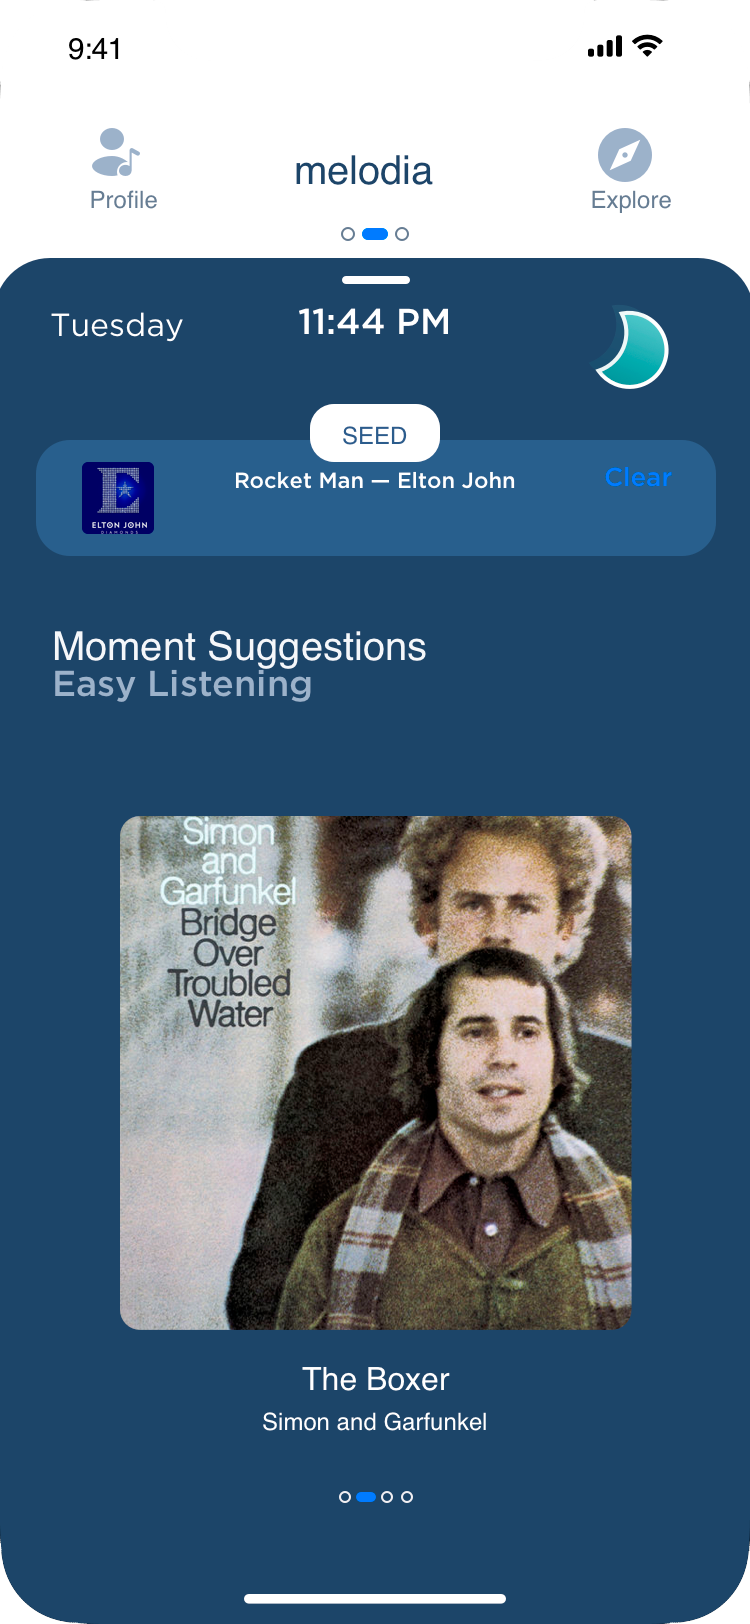 9:41
Profile
melodia
Explore
Tuesday
11:44 PM
SEED
Rocket Man — Elton John
Clear
E
ELTON JOHN
DIAMONDS
Moment Suggestions
Easy Listening
Simon
and
Garfunkel
Bridge
Over
Troubled
Water
The Boxer
Simon and Garfunkel